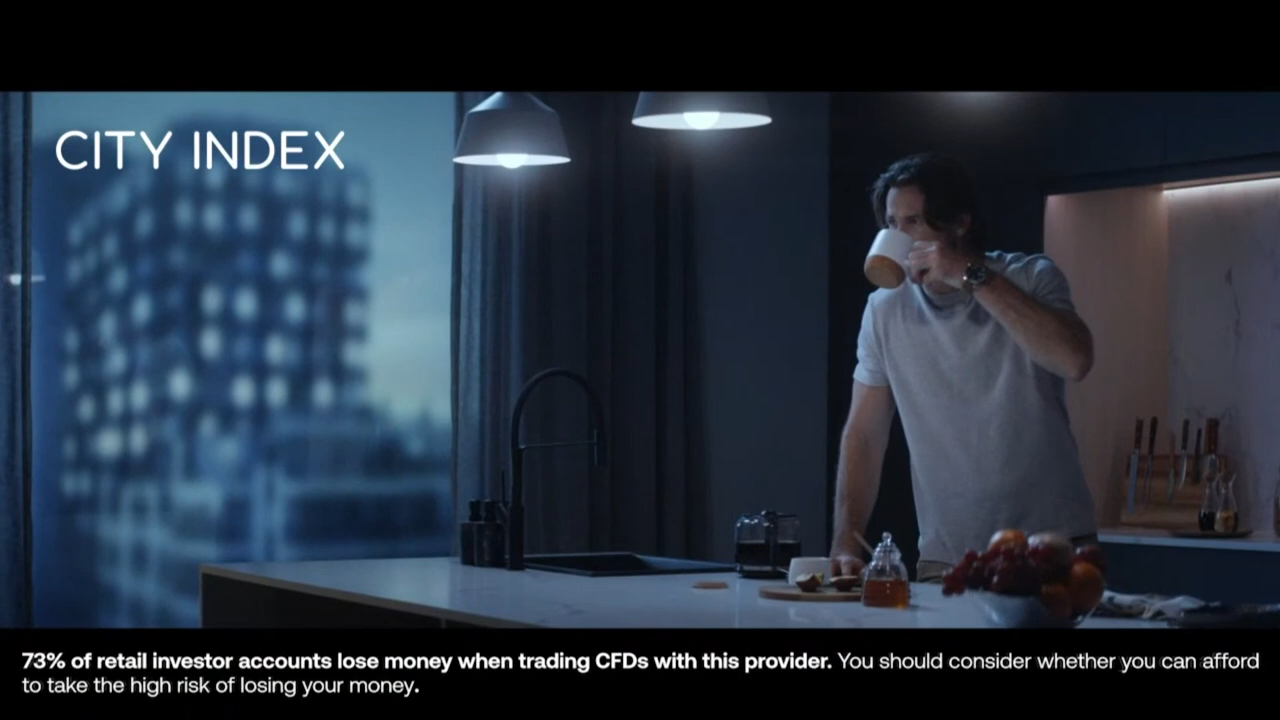 CITY INDEX
73% of retail investor accounts lose money when trading CFDs with this provider. You should consider whether you can afford
to take the high risk of losing your money.